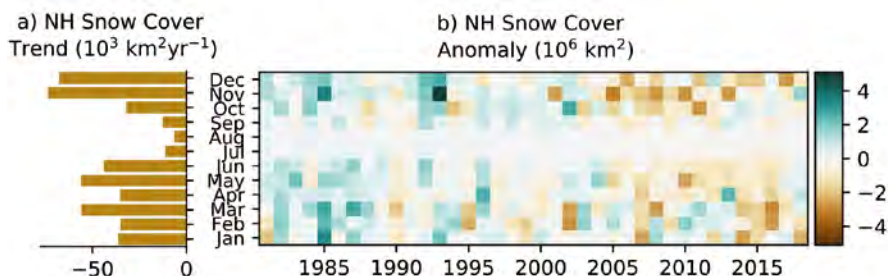 a) NH Snow Cover
Trend (10³ km²yr⁻¹)
b) NH Snow Cover
Anomaly (10⁶ km²)
Dec
Nov
Oct
Sep
Aug
Jul
Jun
May
Apr
Mar
Feb
Jan
−50
0
1985
1990
1995
2000
2005
2010
2015
4
2
0
−2
−4